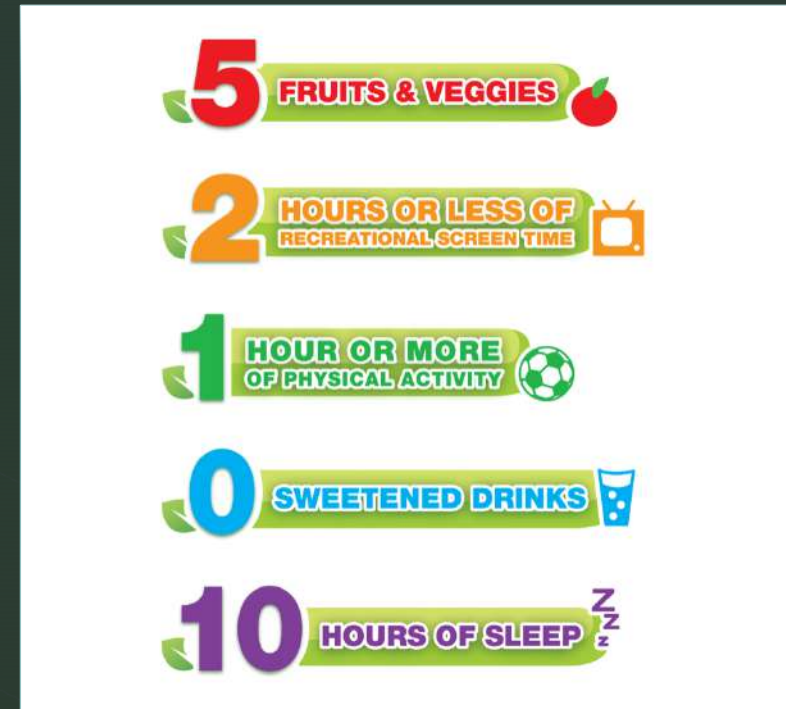 5 FRUITS & VEGGIES
2 HOURS OR LESS OF
RECREATIONAL SCREEN TIME
1 HOUR OR MORE
OF PHYSICAL ACTIVITY
0 SWEETENED DRINKS
10 HOURS OF SLEEP
Z
Z
z